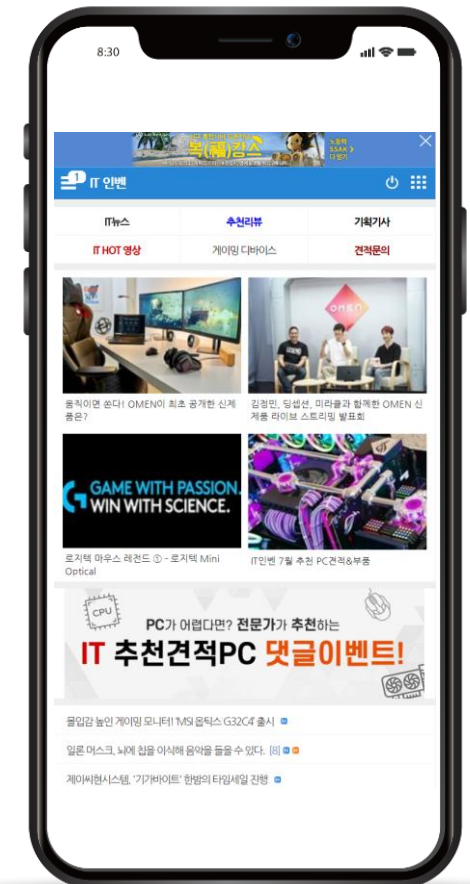 8:30
복(福)캉스
노랑풍선
SSAK >
1
IT 인벤
IT뉴스
추천리뷰
기획기사
IT HOT 영상
게이밍 디바이스
견적문의
OMEN
움직이면 쏜다! OMEN이 최초 공개한 신제
품은?
김정민, 딩셉션, 미라클과 함께한 OMEN 신
제품 라이브 스트리밍 발표회
GAME WITH PASSION.
WIN WITH SCIENCE.
로지텍 마우스 레전드 ① - 로지텍 Mini
Optical
IT인벤 7월 추천 PC견적&부품
CPU
PC가 어렵다면? 전문가가 추천하는
IT 추천견적PC 댓글이벤트!
몰입감 높인 게이밍 모니터! 'MSI 옵틱스 G32C4' 출시
일론 머스크, 뇌에 칩을 이식해 음악을 들을 수 있다. [8]
제이씨현시스템, '기가바이트' 한방의 타임세일 진행